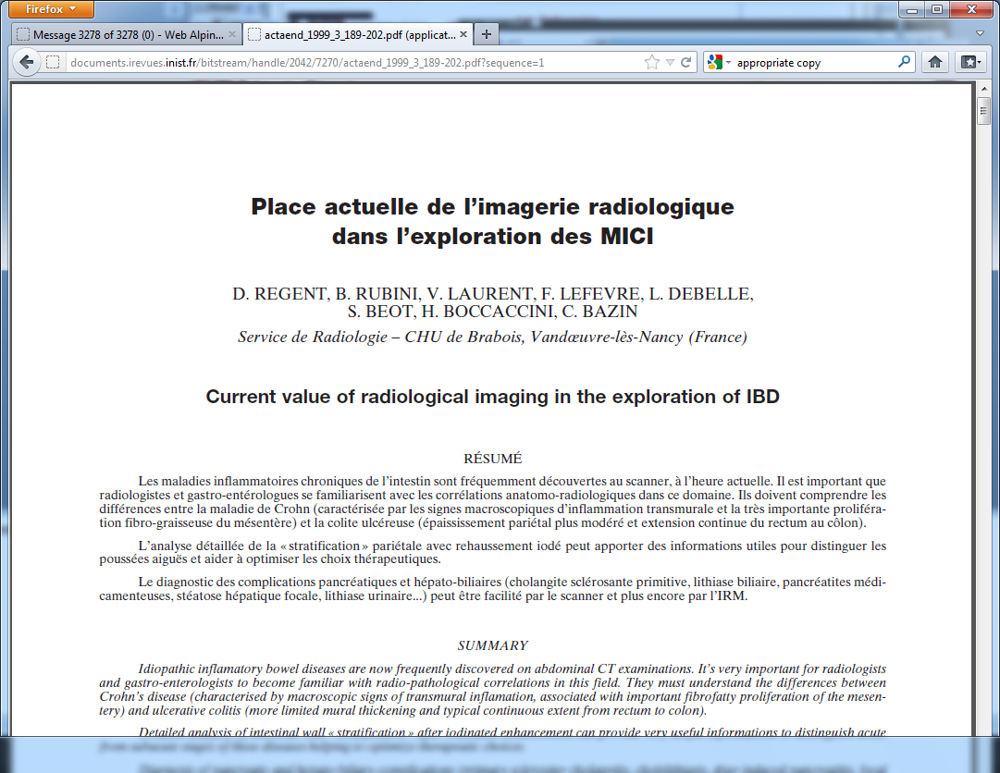 Firefox
Message 3278 of 3278 (0) - Web Alpin...
actaend_1999_3_189-202.pdf (applicat...
documents.irevues.inist.fr/bitstream/handle/2042/7270/actaend_1999_3_189-202.pdf?sequence=1
appropriate copy
Place actuelle de l’imagerie radiologique
dans l’exploration des MICI
D. REGENT, B. RUBINI, V. LAURENT, F. LEFEVRE, L. DEBELLE,
S. BEOT, H. BOCCACCINI, C. BAZIN
Service de Radiologie – CHU de Brabois, Vandœuvre-lès-Nancy (France)
Current value of radiological imaging in the exploration of IBD
RÉSUMÉ
Les maladies inflammatoires chroniques de l’intestin sont fréquemment découvertes au scanner, à l’heure actuelle. Il est important que
radiologistes et gastro-entérologues se familiarisent avec les corrélations anatomo-radiologiques dans ce domaine. Ils doivent comprendre les
différences entre la maladie de Crohn (caractérisée par les signes macroscopiques d’inflammation transmurale et la très importante proliféra-
tion fibro-graisseuse du mésentère) et la colite ulcéreuse (épaississement pariétal plus modéré et extension continue du rectum au côlon).
L’analyse détaillée de la « stratification » pariétale avec rehaussement iodé peut apporter des informations utiles pour distinguer les
poussées aiguës et aider à optimiser les choix thérapeutiques.
Le diagnostic des complications pancréatiques et hépato-biliaires (cholangite sclérosante primitive, lithiase biliaire, pancréatites médi-
camenteuses, stéatose hépatique focale, lithiase urinaire...) peut être facilité par le scanner et plus encore par l’IRM.
SUMMARY
Idiopathic inflamatory bowel diseases are now frequently discovered on abdominal CT examinations. It’s very important for radiologists
and gastro-enterologists to become familiar with radio-pathological correlations in this field. They must understand the differences between
Crohn’s disease (characterised by macroscopic signs of transmural inflamation, associated with important fibrofatty proliferation of the mesen-
tery) and ulcerative colitis (more limited mural thickening and typical continuous extent from rectum to colon).
Detailed analysis of intestinal wall « stratification » after iodinated enhancement can provide very useful informations to distinguish acute